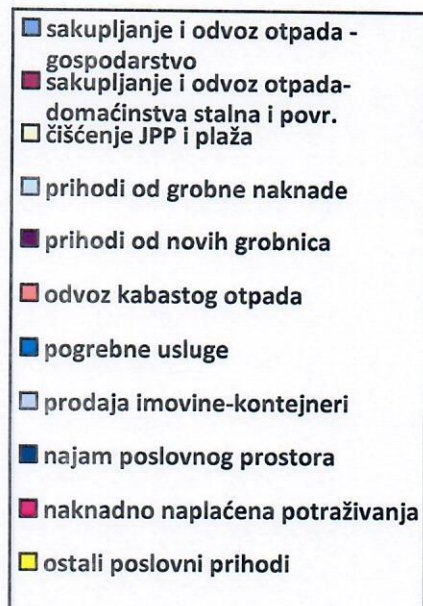 sakupljanje i odvoz otpada -
gospodarstvo
sakupljanje i odvoz otpada-
domaćinstva stalna i povr.
čišćenje JPP i plaža
prihodi od grobne naknade
prihodi od novih grobnica
odvoz kabastog otpada
pogrebne usluge
prodaja imovine-kontejneri
najam poslovnog prostora
naknadno naplaćena potraživanja
ostali poslovni prihodi